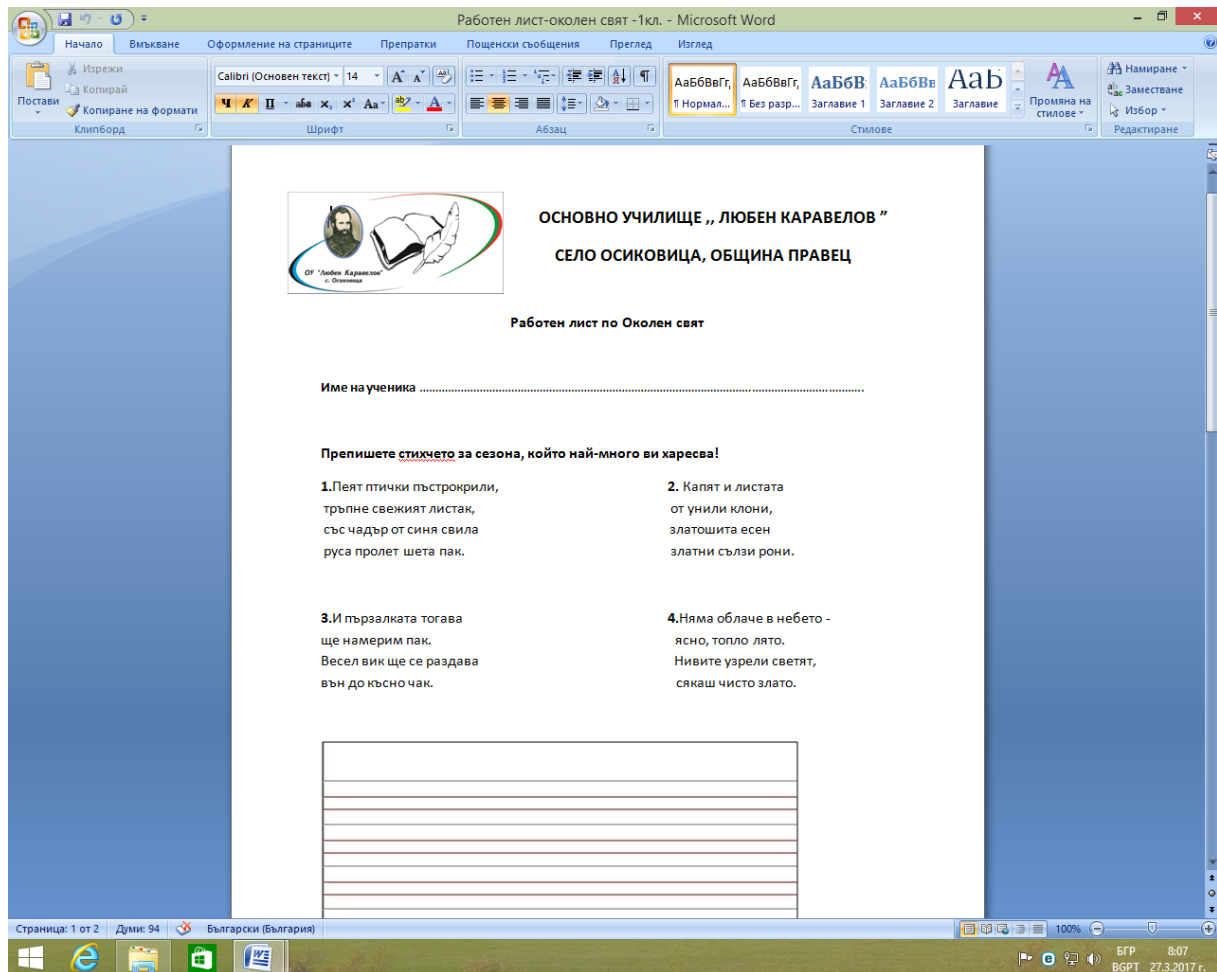 Работен лист-околен свят -1кл. - Microsoft Word
Начало Вмъкване Оформление на страниците Препратки Пощенски съобщения Преглед Изглед
Постави
Изрежи
Копирай
Копиране на формати
Клипборд
Calibri (Основен текст) 14
Ч К П abe x₂ x² Aa
Шрифт
Абзац
АаБбВвГг, АаБбВвГг, АаБбВ АаБбВв АаБ
¶ Нормал... ¶ Без разр... Заглавие 1 Заглавие 2 Заглавие
Промяна на стилове
Стилове
Намиране
Заместване
Избор
Редактиране
ОУ "Любен Каравелов"
с. Осиковица
ОСНОВНО УЧИЛИЩЕ ,, ЛЮБЕН КАРАВЕЛОВ ”
СЕЛО ОСИКОВИЦА, ОБЩИНА ПРАВЕЦ
Работен лист по Околен свят
Име на ученика ........................................................................................................................................
Препишете стихчето за сезона, който най-много ви харесва!
1.Пеят птички пъстрокрили,
тръпне свежият листак,
със чадър от синя свила
руса пролет шета пак.
2. Капят и листата
от унили клони,
златошита есен
златни сълзи рони.
3.И пързалката тогава
ще намерим пак.
Весел вик ще се раздава
вън до късно чак.
4.Няма облаче в небето -
ясно, топло лято.
Нивите узрели светят,
сякаш чисто злато.
Страница: 1 от 2 Думи: 94 Български (България) 100%
БГР 8:07
BGPT 27.3.2017 г.